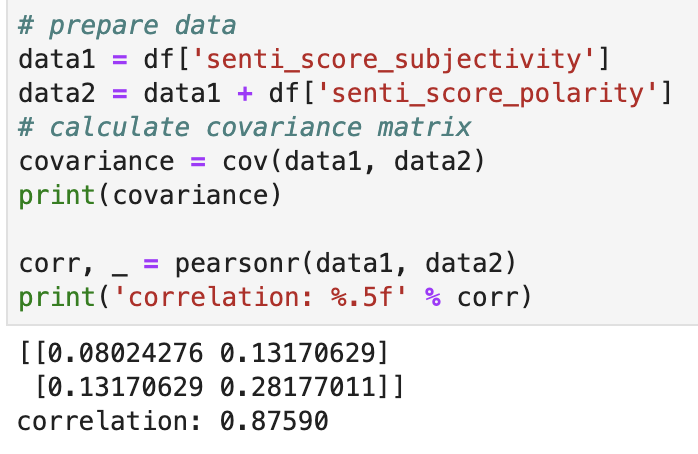 # prepare data
data1 = df['senti_score_subjectivity']
data2 = data1 + df['senti_score_polarity']
# calculate covariance matrix
covariance = cov(data1, data2)
print(covariance)

corr, _ = pearsonr(data1, data2)
print('correlation: %.5f' % corr)
[[0.08024276 0.13170629]
 [0.13170629 0.28177011]]
correlation: 0.87590